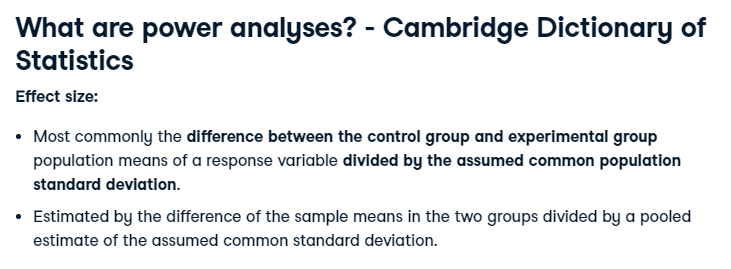 What are power analyses? - Cambridge Dictionary of
Statistics
Effect size:
• Most commonly the difference between the control group and experimental group
population means of a response variable divided by the assumed common population
standard deviation.
• Estimated by the difference of the sample means in the two groups divided by a pooled
estimate of the assumed common standard deviation.